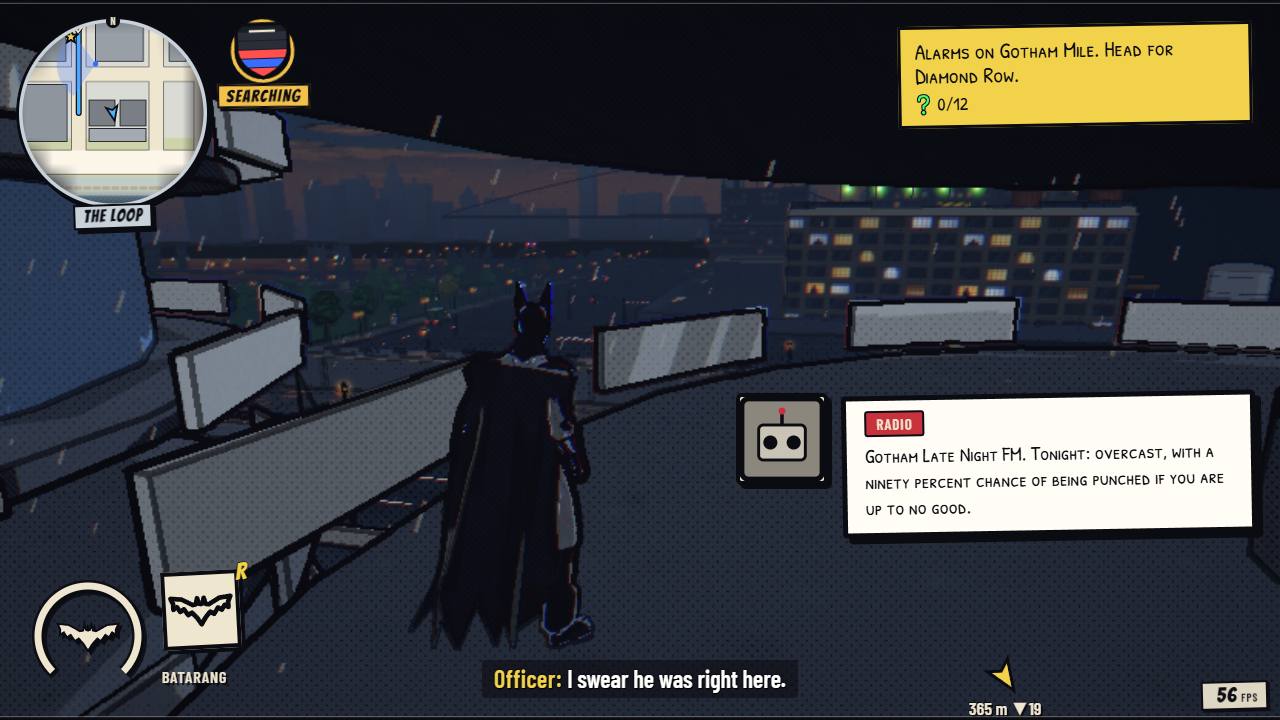 N
SEARCHING
THE LOOP
Alarms on Gotham Mile. Head for
Diamond Row.
? 0/12
RADIO
Gotham Late Night FM. Tonight: overcast, with a
ninety percent chance of being punched if you are
up to no good.
R
BATARANG
Officer: I swear he was right here.
365 m ▼19
56 FPS